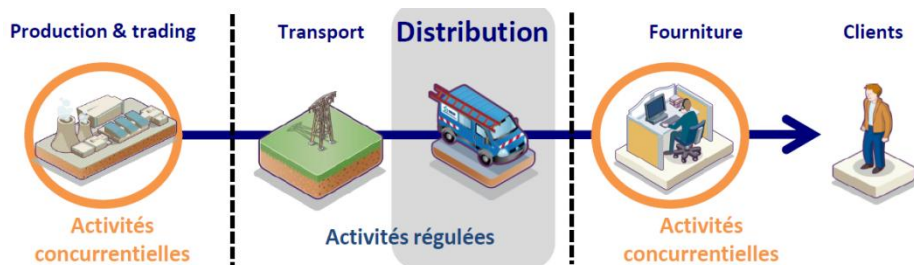 Production & trading
Transport
Distribution
Fourniture
Clients
Activités
concurrentielles
Activités régulées
Activités
concurrentielles